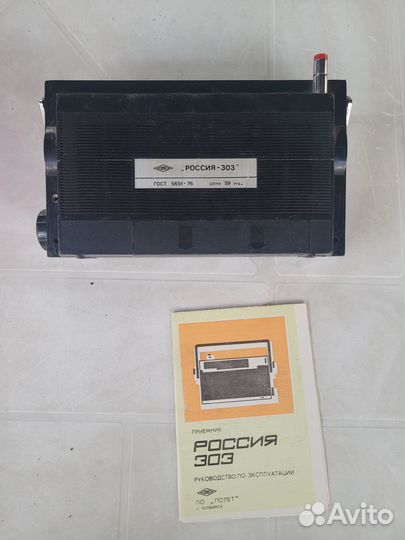 „РОССИЯ-303"
ГОСТ 5651-76 ЦЕНА 59 РУБ.
ПРИЕМНИК
РОССИЯ
303
РУКОВОДСТВО ПО ЭКСПЛУАТАЦИИ
ПО „ПОЛЕТ"
г. ЧЕЛЯБИНСК
Avito